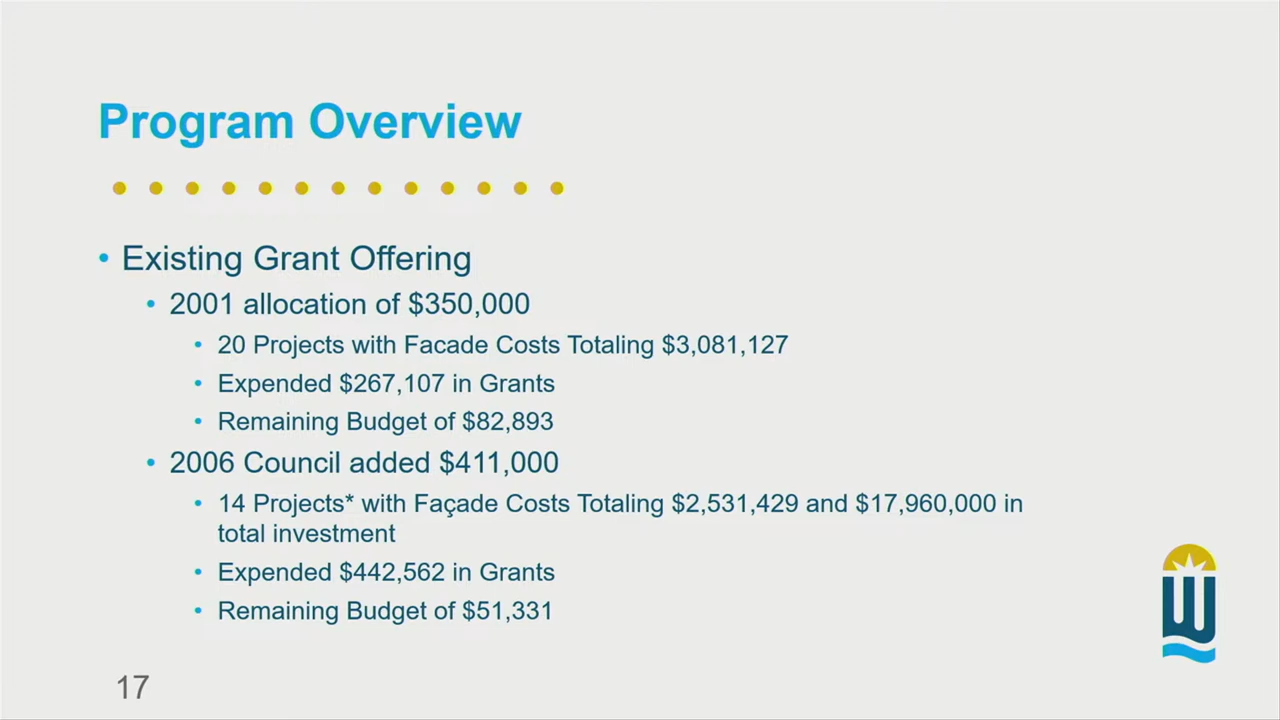 Program Overview
• Existing Grant Offering
• 2001 allocation of $350,000
• 20 Projects with Facade Costs Totaling $3,081,127
• Expended $267,107 in Grants
• Remaining Budget of $82,893
• 2006 Council added $411,000
• 14 Projects* with Façade Costs Totaling $2,531,429 and $17,960,000 in
total investment
• Expended $442,562 in Grants
• Remaining Budget of $51,331
W
17